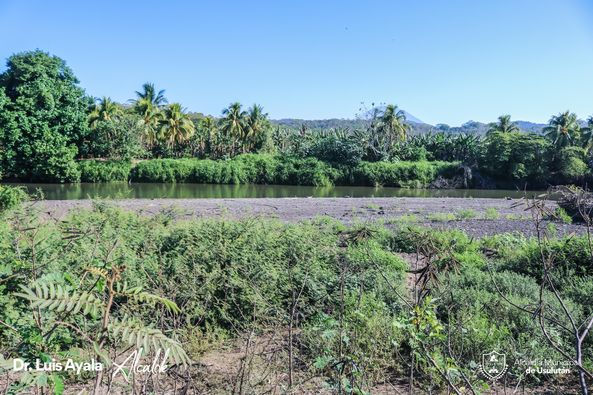 Dr. Luis Ayala Alcalde
Alcaldía Municipal
de Usulután